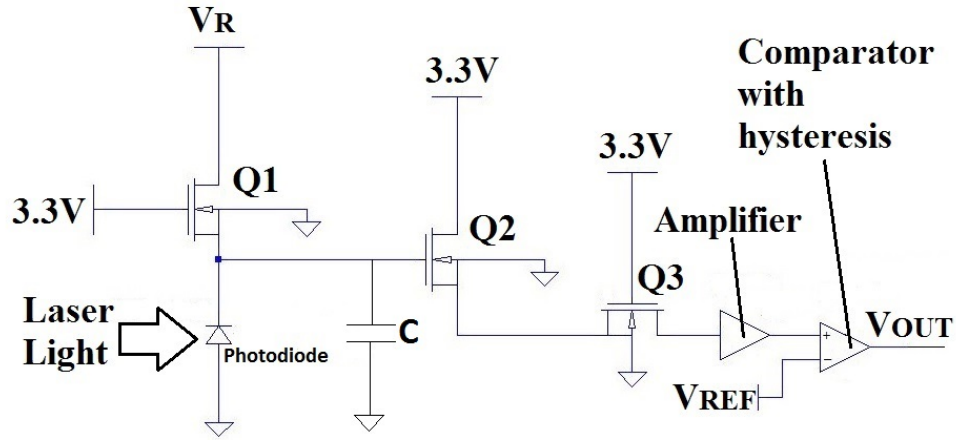 VR
3.3V
Comparator
with
hysteresis
3.3V
Q1
3.3V
Amplifier
Q2
Q3
Laser
Light
Photodiode
C
+
−
VOUT
VREF